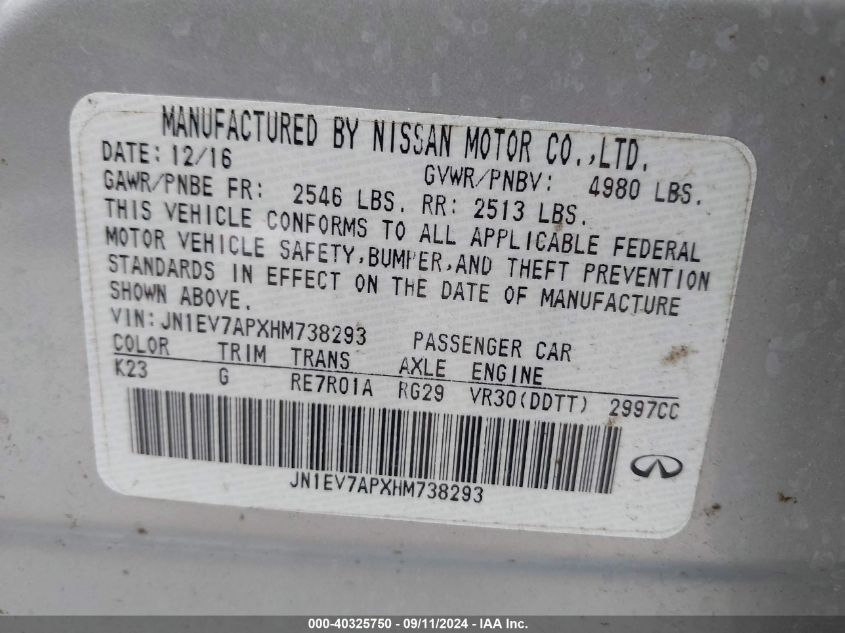 MANUFACTURED BY NISSAN MOTOR CO.,LTD.
DATE: 12/16 GVWR/PNBV: 4980 LBS.
GAWR/PNBE FR: 2546 LBS. RR: 2513 LBS.
THIS VEHICLE CONFORMS TO ALL APPLICABLE FEDERAL
MOTOR VEHICLE SAFETY,BUMPER,AND THEFT PREVENTION
STANDARDS IN EFFECT ON THE DATE OF MANUFACTURE
SHOWN ABOVE.
VIN: JN1EV7APXHM738293 PASSENGER CAR
COLOR TRIM TRANS AXLE ENGINE
K23 G RE7R01A RG29 VR30(DDTT) 2997CC
JN1EV7APXHM738293
000-40325750 - 09/11/2024 - IAA Inc.